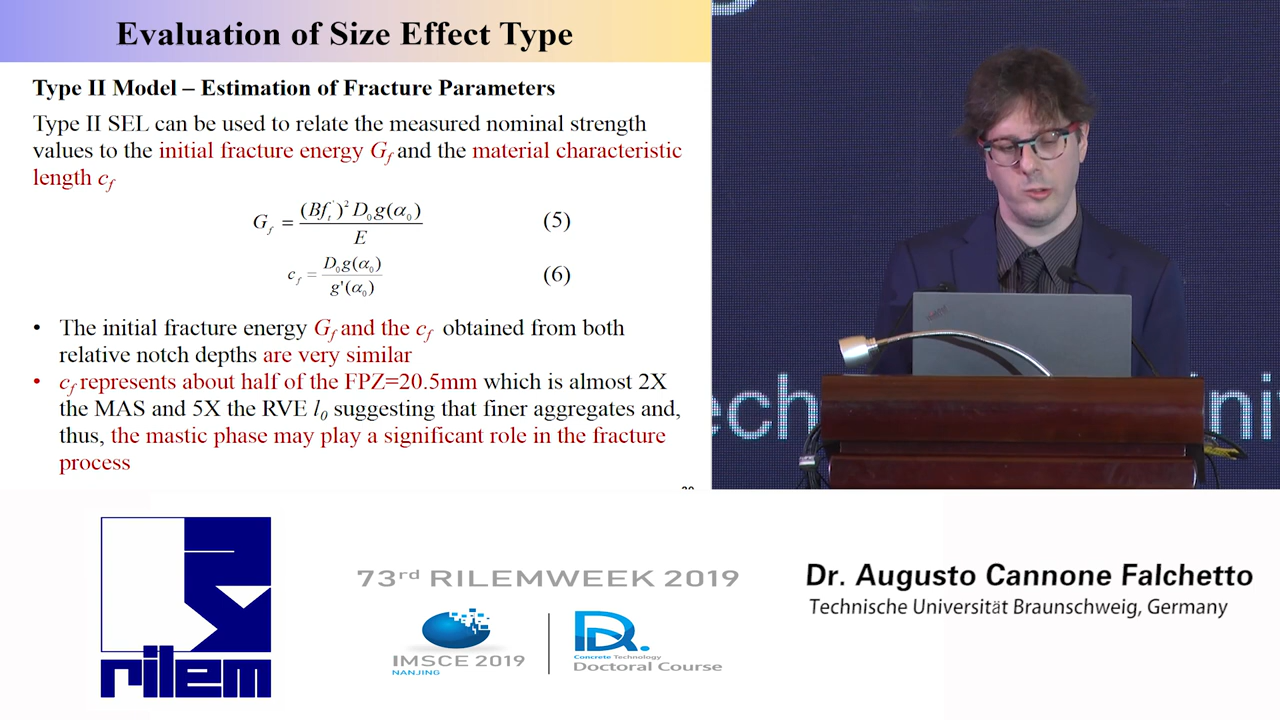 Evaluation of Size Effect Type
Type II Model – Estimation of Fracture Parameters
Type II SEL can be used to relate the measured nominal strength
values to the initial fracture energy G_f and the material characteristic
length c_f
G_f = (Bf_t')² D₀g(α₀) / E (5)
c_f = D₀g(α₀) / g'(α₀) (6)
• The initial fracture energy G_f and the c_f obtained from both
relative notch depths are very similar
• c_f represents about half of the FPZ=20.5mm which is almost 2X
the MAS and 5X the RVE l₀ suggesting that finer aggregates and,
thus, the mastic phase may play a significant role in the fracture
process
rilem
73rd RILEMWEEK 2019
IMSCE 2019
NANJING
Concrete Technology
Doctoral Course
Dr. Augusto Cannone Falchetto
Technische Universität Braunschweig, Germany